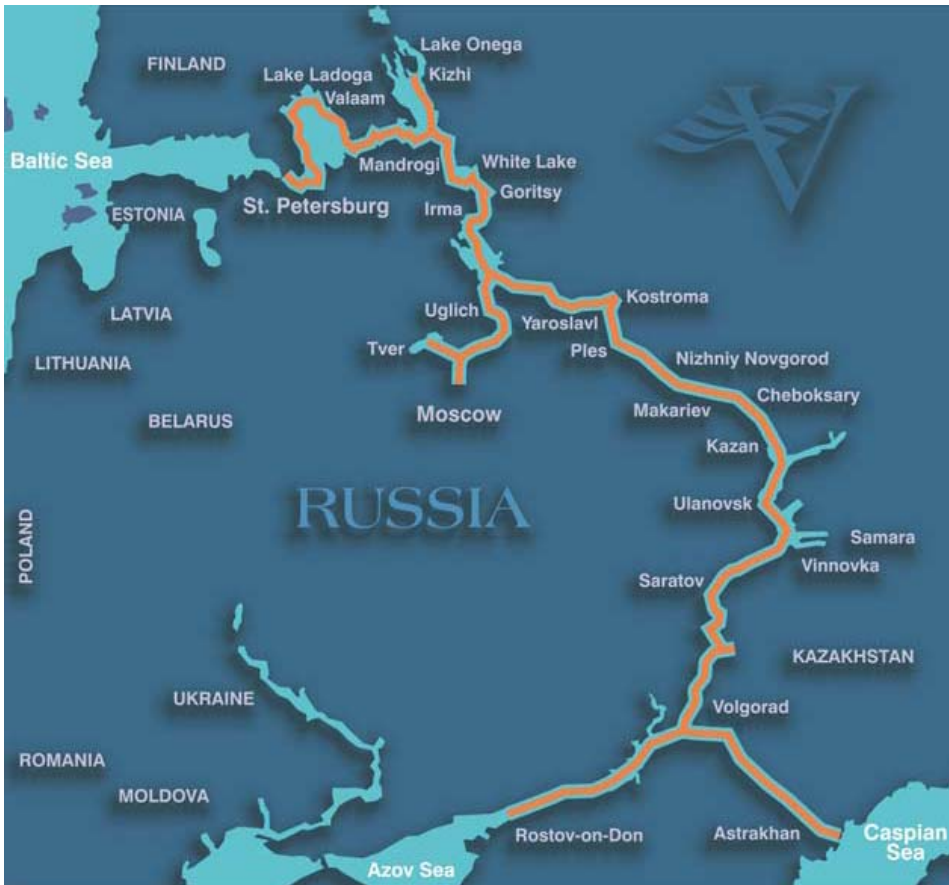 Lake Onega
FINLAND
Lake Ladoga
Kizhi
Valaam
Baltic Sea
Mandrogi
White Lake
Goritsy
St. Petersburg
Irma
ESTONIA
Kostroma
Uglich
LATVIA
Yaroslavl
Tver
Ples
Nizhniy Novgorod
LITHUANIA
Cheboksary
Makariev
Moscow
BELARUS
Kazan
RUSSIA
Ulanovsk
Samara
POLAND
Vinnovka
Saratov
KAZAKHSTAN
UKRAINE
Volgorad
ROMANIA
MOLDOVA
Rostov-on-Don
Astrakhan
Caspian
Sea
Azov Sea